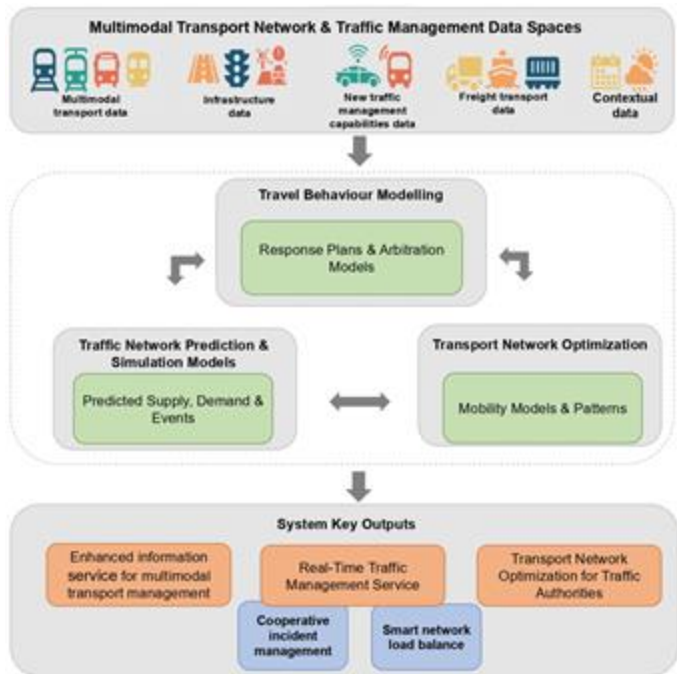 Multimodal Transport Network & Traffic Management Data Spaces
Multimodal
transport data
Infrastructure
data
New traffic
management
capabilities data
Freight transport
data
Contextual
data
Travel Behaviour Modelling
Response Plans & Arbitration
Models
Traffic Network Prediction &
Simulation Models
Predicted Supply, Demand &
Events
Transport Network Optimization
Mobility Models & Patterns
System Key Outputs
Enhanced information
service for multimodal
transport management
Real-Time Traffic
Management Service
Transport Network
Optimization for Traffic
Authorities
Cooperative
incident
management
Smart network
load balance